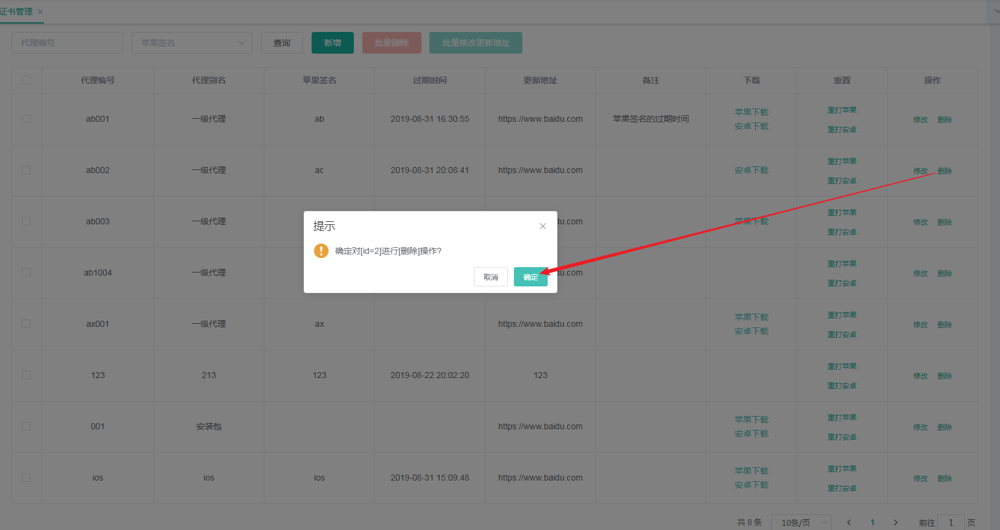 证书管理
代理编号 苹果签名 查询 新增 批量删除 批量修改更新地址
代理编号 代理别名 苹果签名 过期时间 更新地址 备注 下载 重置 操作
ab001 一级代理 ab 2019-08-31 16:30:55 https://www.baidu.com 苹果签名的过期时间 苹果下载 安卓下载 重打苹果 重打安卓 修改 删除
ab002 一级代理 ac 2019-08-31 20:08:41 https://www.baidu.com 安卓下载 重打苹果 重打安卓 修改 删除
ab003 一级代理 du.com 苹果下载 重打苹果 重打安卓 修改 删除
提示
确定对[id=2]进行[删除]操作?
取消 确定
ab1004 一级代理 du.com 重打苹果 重打安卓 修改 删除
ax001 一级代理 ax https://www.baidu.com 苹果下载 安卓下载 重打苹果 重打安卓 修改 删除
123 213 123 2019-08-22 20:02:20 123 重打苹果 重打安卓 修改 删除
001 安装包 https://www.baidu.com 苹果下载 安卓下载 重打苹果 重打安卓 修改 删除
ios ios ios 2019-08-31 15:09:48 https://www.baidu.com 苹果下载 安卓下载 重打苹果 重打安卓 修改 删除
共 8 条 10条/页 1 前往 1 页